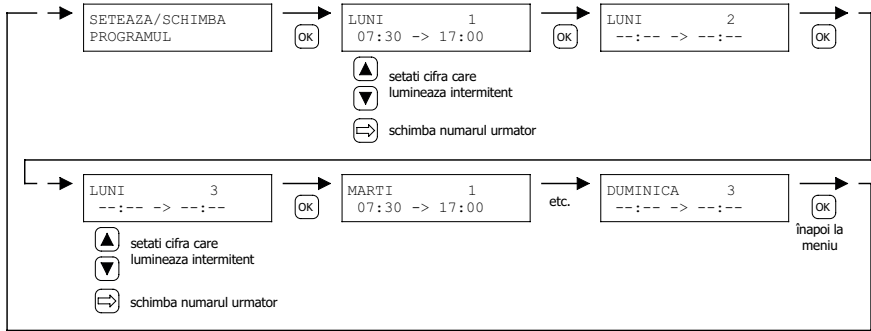 SETEAZA/SCHIMBA
PROGRAMUL
OK
LUNI 1
07:30 -> 17:00
OK
LUNI 2
--:-- -> --:--
OK
setati cifra care
lumineaza intermitent
schimba numarul urmator
LUNI 3
--:-- -> --:--
OK
MARTI 1
07:30 -> 17:00
etc.
DUMINICA 3
--:-- -> --:--
OK
înapoi la
meniu
setati cifra care
lumineaza intermitent
schimba numarul urmator